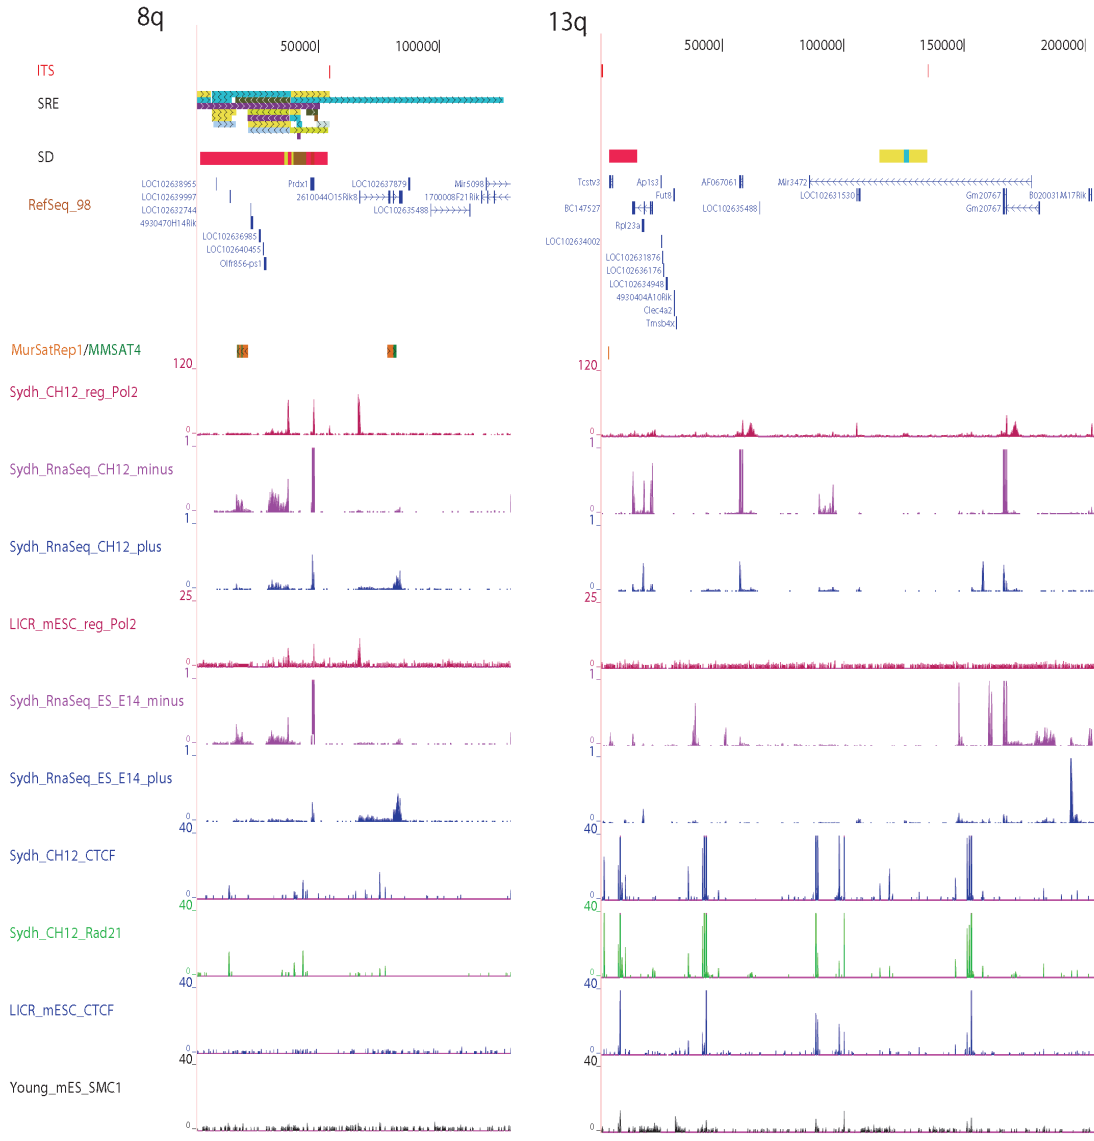 8q
13q
50000|
100000|
50000|
100000|
150000|
200000|
ITS
SRE
SD
RefSeq_98
LOC102638955
Prdx1
LOC102637879
Mir5098
LOC102639997
2610044O15Rik8
1700008F21Rik
LOC102632744
LOC102635488
4930470H14Rik
LOC102636985
LOC102640455
Olfr856-ps1
Tcstv3
Ap1s3
AF067061
Mir3472
Fut8
LOC102631530
Gm20767
B020031M17Rik
BC147527
LOC102635488
Gm20767
Rpl23a
LOC102634002
LOC102631876
LOC102636176
LOC102634948
4930404A10Rik
Clec4a2
Tmsb4x
MurSatRep1/MMSAT4
120
120
Sydh_CH12_reg_Pol2
0
0
1
1
Sydh_RnaSeq_CH12_minus
0
0
1
1
Sydh_RnaSeq_CH12_plus
0
0
25
25
LICR_mESC_reg_Pol2
0
0
1
1
Sydh_RnaSeq_ES_E14_minus
0
0
1
1
Sydh_RnaSeq_ES_E14_plus
0
0
40
40
Sydh_CH12_CTCF
0
0
40
40
Sydh_CH12_Rad21
0
0
40
40
LICR_mESC_CTCF
0
0
40
40
Young_mES_SMC1
0
0